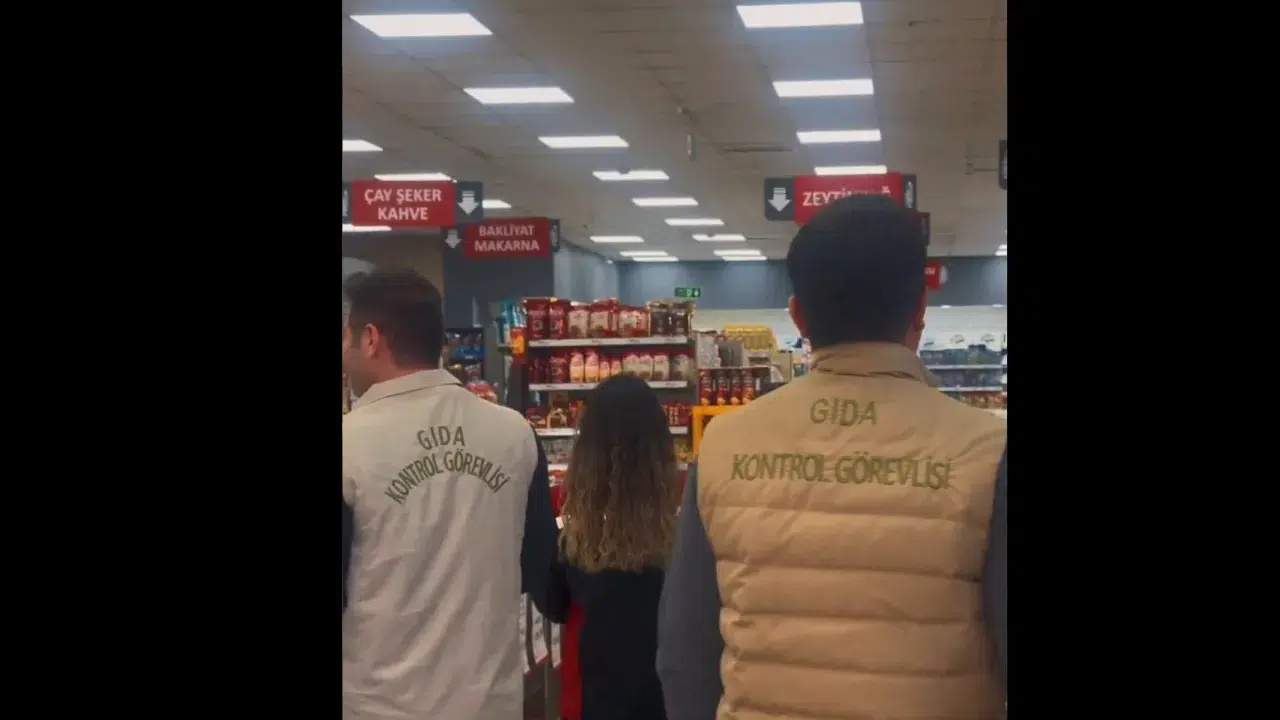 ÇAY ŞEKER
KAHVE
BAKLİYAT
MAKARNA
GIDA
KONTROL GÖREVLİSİ
GIDA
KONTROL GÖREVLİSİ